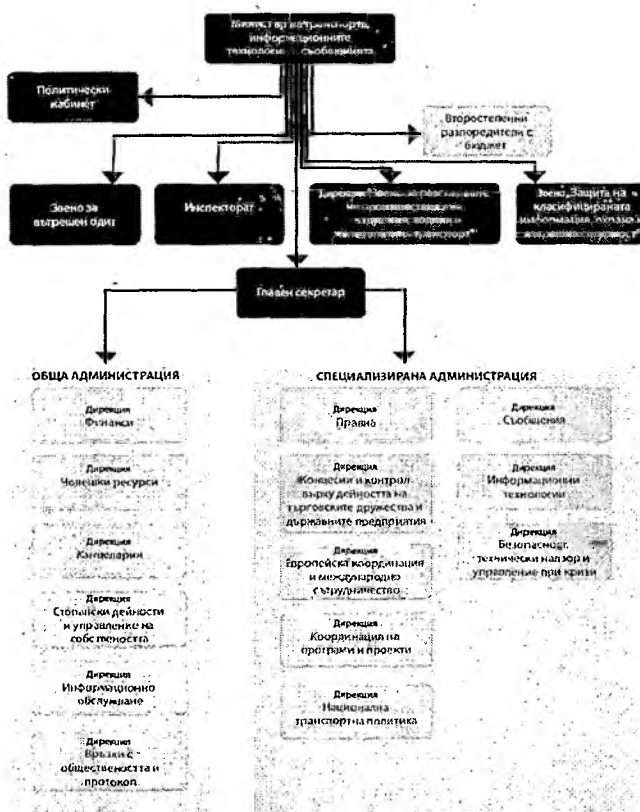 Министър на транспорта,
информационните
технологии и съобщенията
Политически
кабинет
Второстепенни
разпоредители с
бюджет
Звено за
вътрешен одит
Инспекторат
транспорт"
Звено „Защита на
класифицираната
информация
Главен секретар
ОБЩА АДМИНИСТРАЦИЯ
Дирекция
Финанси
Дирекция
Човешки ресурси
Дирекция
Канцелария
Дирекция
Стопански дейности
и управление на
собствеността
Дирекция
Информационно
обслужване
Дирекция
Връзки с
обществеността и
протокол
СПЕЦИАЛИЗИРАНА АДМИНИСТРАЦИЯ
Дирекция
Правна
Дирекция
Концесии и контрол
върху дейността на
търговските дружества и
държавните предприятия
Дирекция
Европейска координация
и международно
сътрудничество
Дирекция
Координация на
програми и проекти
Дирекция
Национална
транспортна политика
Дирекция
Съобщения
Дирекция
Информационни
технологии
Дирекция
Безопасност,
технически надзор и
управление при кризи